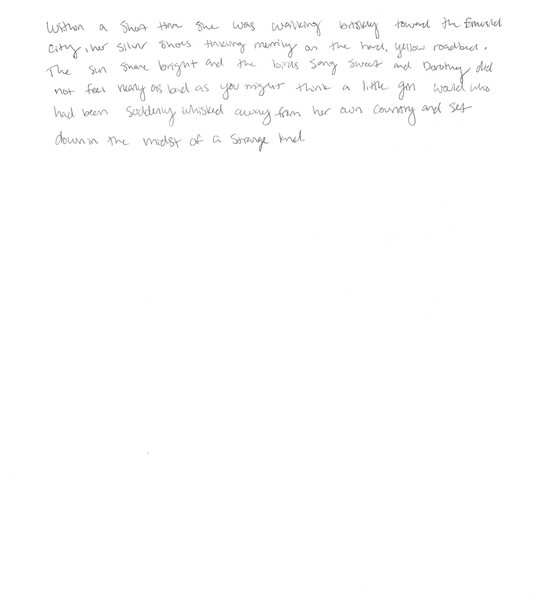 Within a short time she was walking briskly toward the Emerald
City, her silver shoes tinking merrily on the hard, yellow roadbed.
The sun shone bright and the birds sang sweet and Dorothy did
not feel nearly as bad as you might think a little girl would who
had been suddenly whisked away from her own country and set
down in the midst of a strange land.